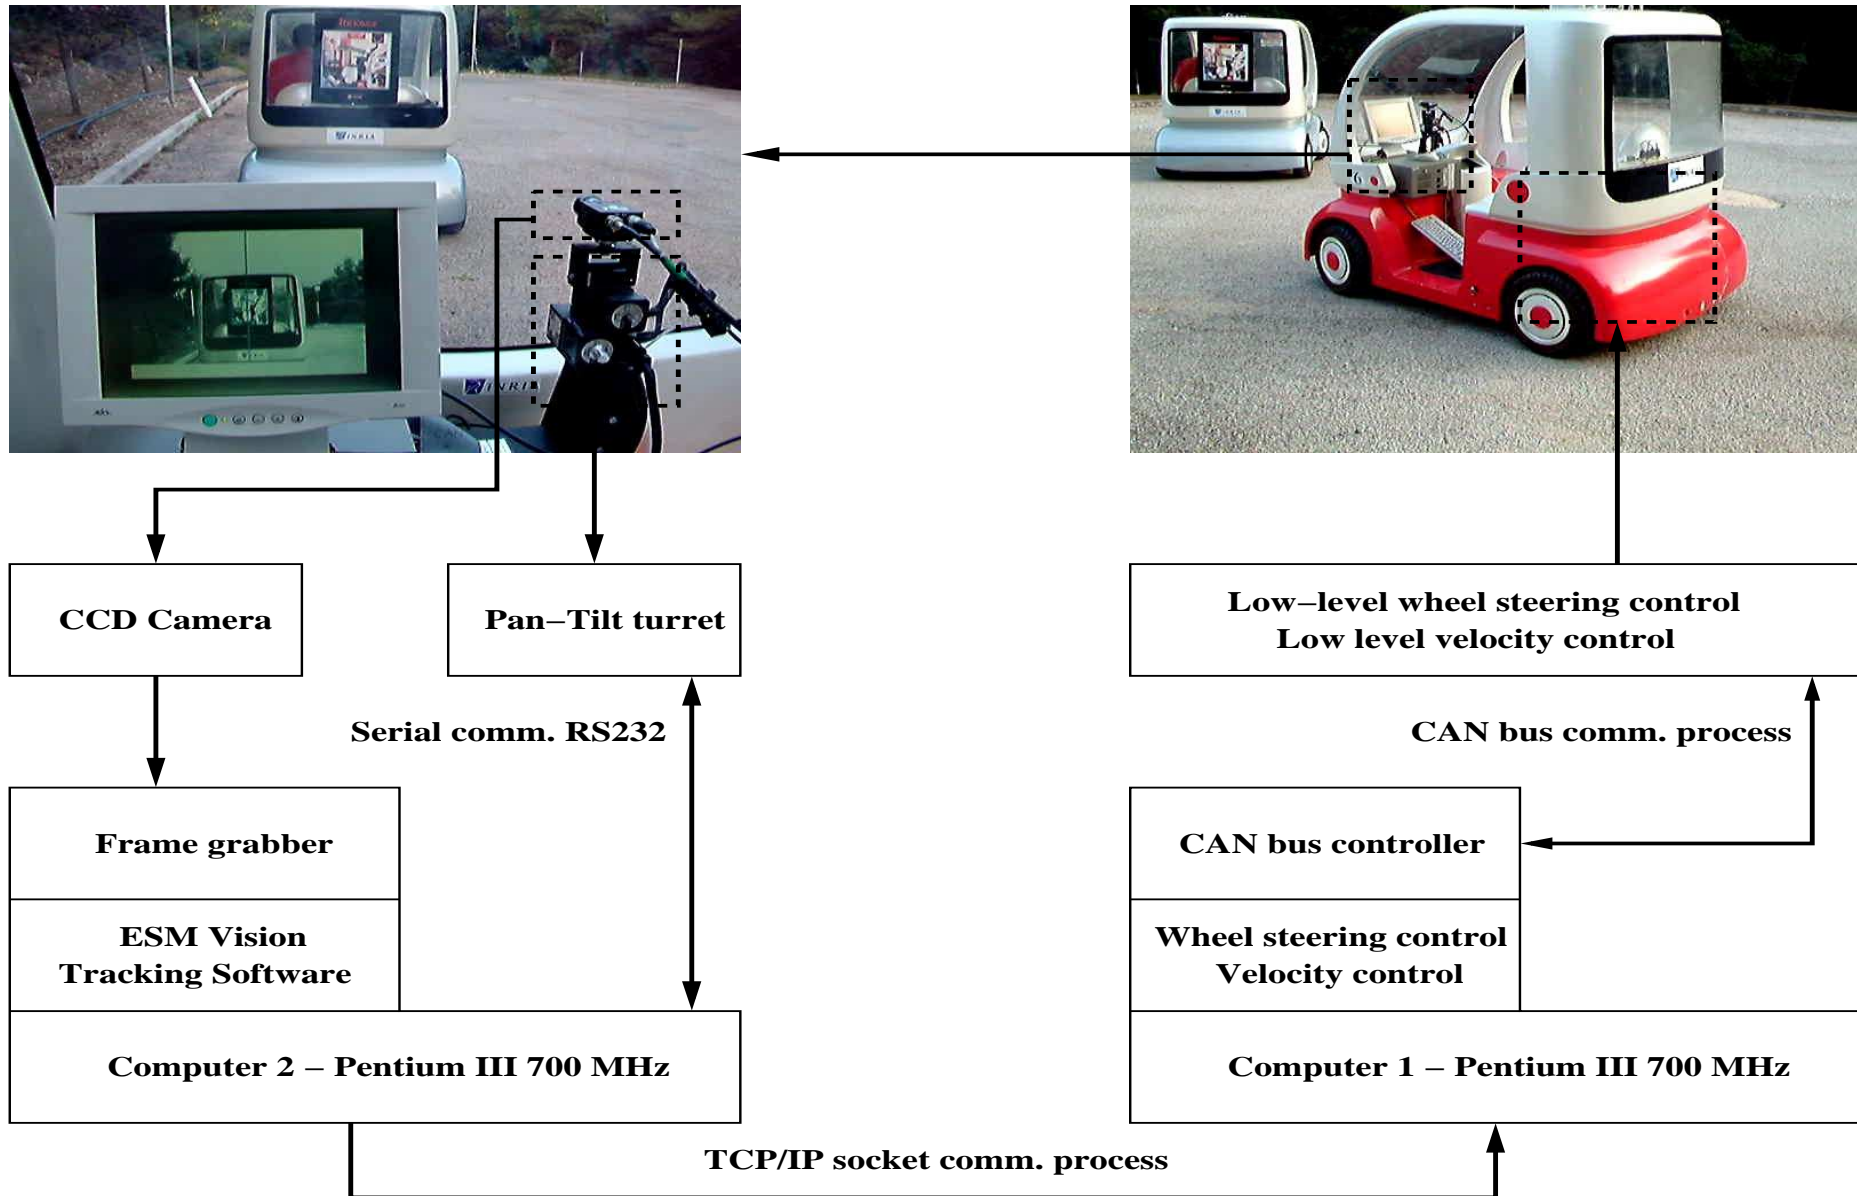 INRIA
INRIA
CCD Camera
Pan–Tilt turret
Low–level wheel steering control
Low level velocity control
Serial comm. RS232
CAN bus comm. process
Frame grabber
CAN bus controller
ESM Vision
Tracking Software
Wheel steering control
Velocity control
Computer 2 – Pentium III 700 MHz
Computer 1 – Pentium III 700 MHz
TCP/IP socket comm. process